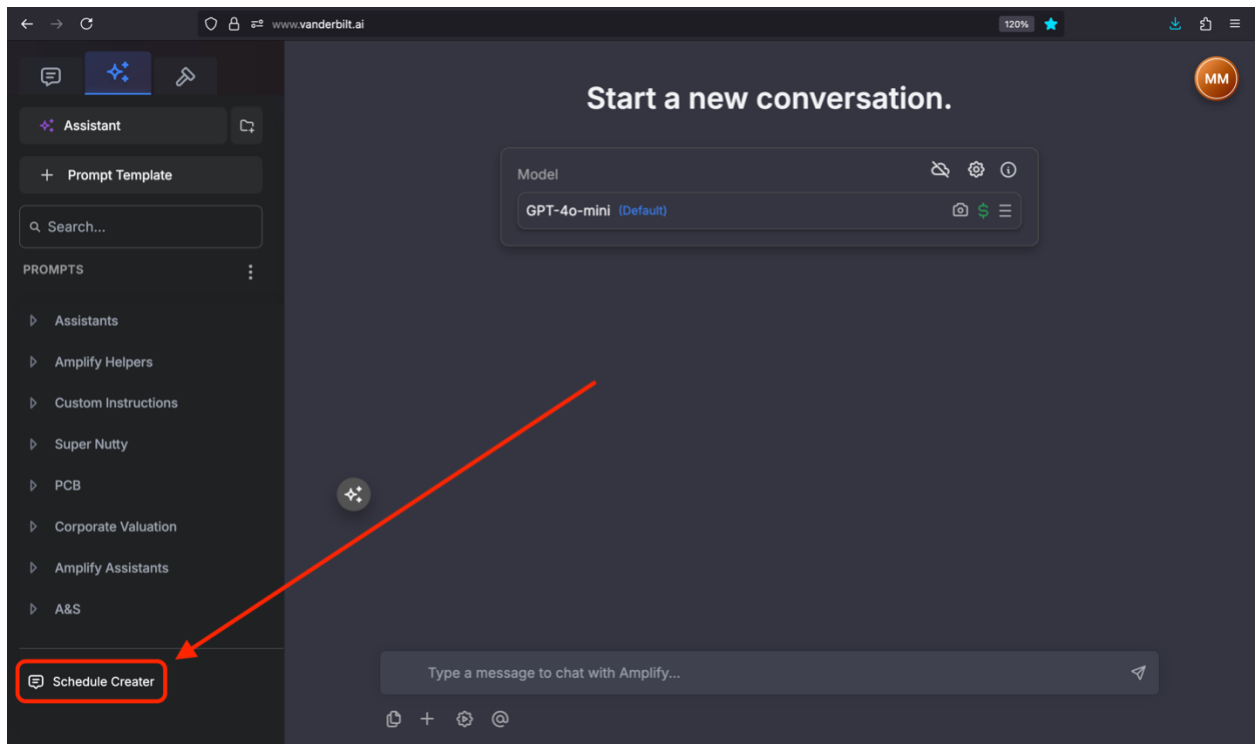 www.vanderbilt.ai
120%
MM
Start a new conversation.
Assistant
Prompt Template
Search...
PROMPTS
Assistants
Amplify Helpers
Custom Instructions
Super Nutty
PCB
Corporate Valuation
Amplify Assistants
A&S
Schedule Creater
Model
GPT-4o-mini (Default)
Type a message to chat with Amplify...